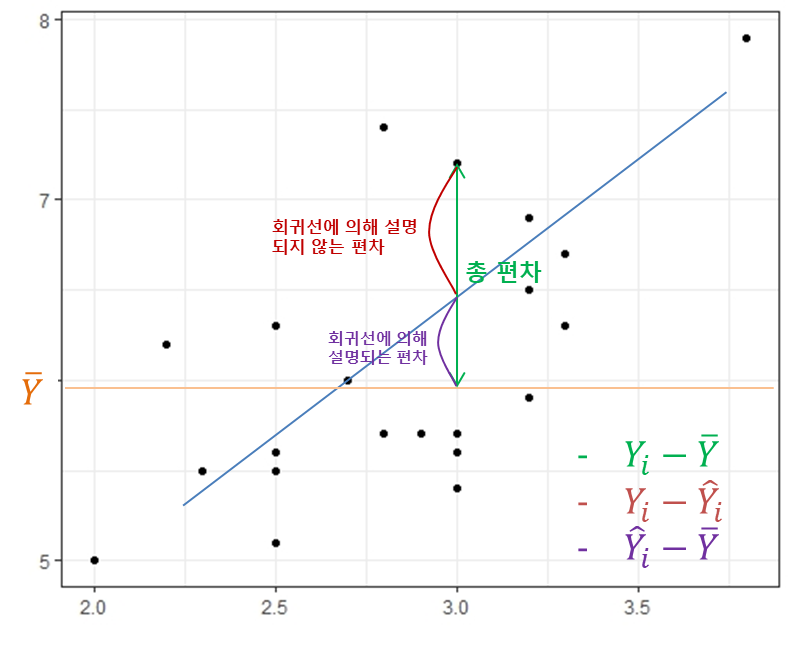 8
7
회귀선에 의해 설명
되지 않는 편차
총 편차
회귀선에 의해
설명되는 편차
Y̅
- Yᵢ − Y̅
- Yᵢ − Ŷᵢ
- Ŷᵢ − Y̅
5
2.0 2.5 3.0 3.5